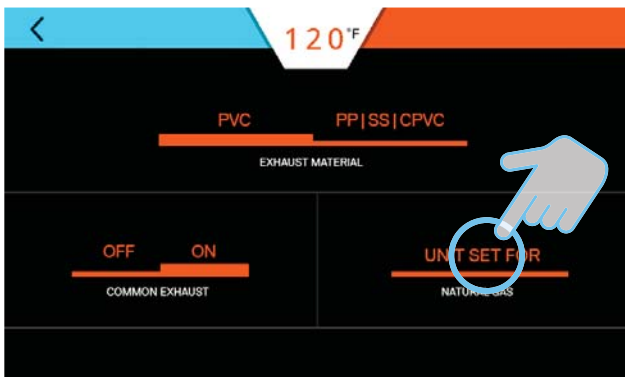 120°F
PVC PP|SS|CPVC
EXHAUST MATERIAL
OFF ON
COMMON EXHAUST
UNIT SET FOR
NATURAL GAS